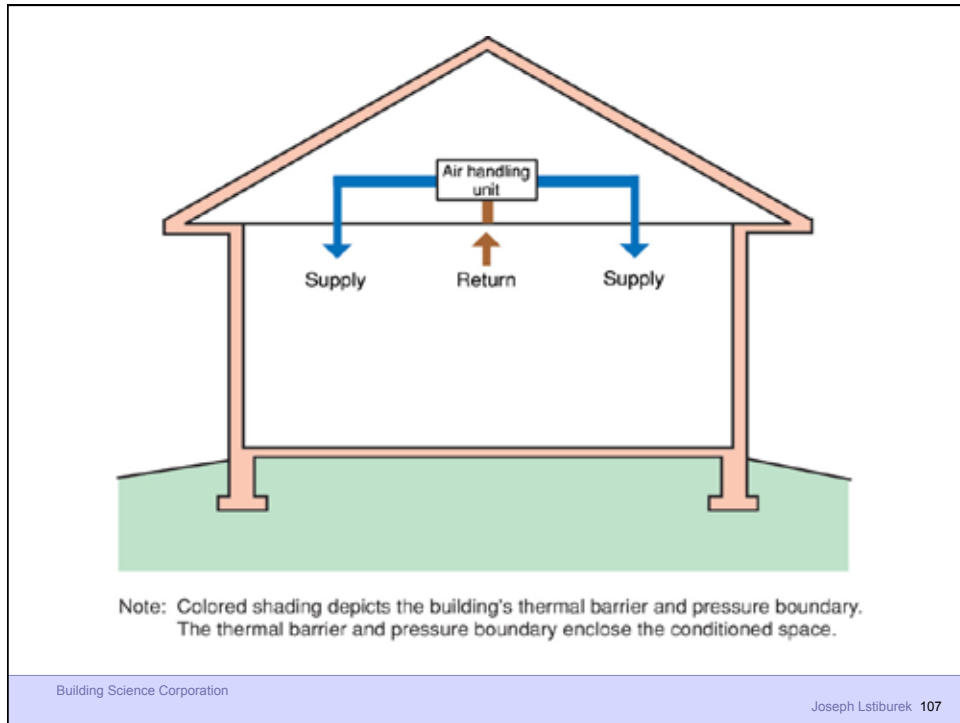 Air handling
unit
Supply
Return
Supply
Note: Colored shading depicts the building's thermal barrier and pressure boundary.
The thermal barrier and pressure boundary enclose the conditioned space.
Building Science Corporation
Joseph Lstiburek 107